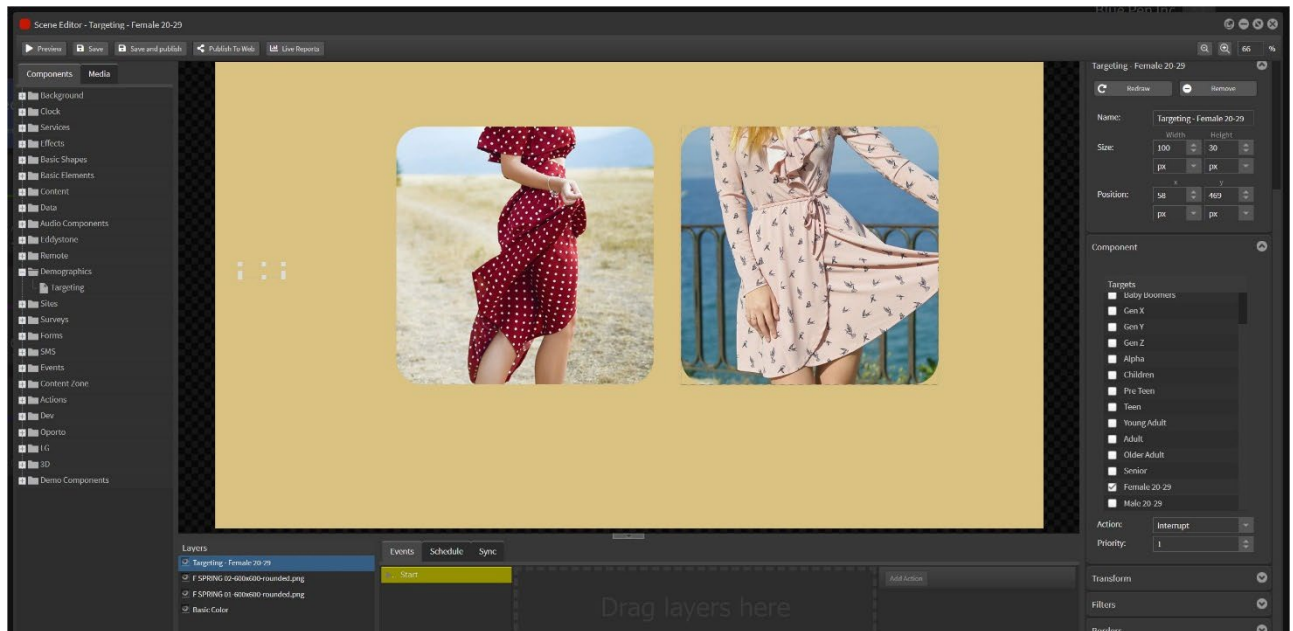 Blue Pen Inc
Scene Editor - Targeting - Female 20-29
Preview Save Save and publish Publish To Web Live Reports 66 %
Components Media
Background
Clock
Services
Effects
Basic Shapes
Basic Elements
Content
Data
Audio Components
Eddystone
Remote
Demographics
Targeting
Sites
Surveys
Forms
SMS
Events
Content Zone
Actions
Dev
Oporto
LG
3D
Demo Components
Layers
Targeting - Female 20-29
F SPRING 02-600x600-rounded.png
F SPRING 01-600x600-rounded.png
Basic Color
Events Schedule Sync
Start
Drag layers here
Add Action
Targeting - Female 20-29
Redraw Remove
Name: Targeting - Female 20-29
Width Height
Size: 100 30
px px
x y
Position: 58 469
px px
Component
Targets
Baby Boomers
Gen X
Gen Y
Gen Z
Alpha
Children
Pre Teen
Teen
Young Adult
Adult
Older Adult
Senior
Female 20-29
Male 20-29
Action: Interrupt
Priority: 1
Transform
Filters
Borders